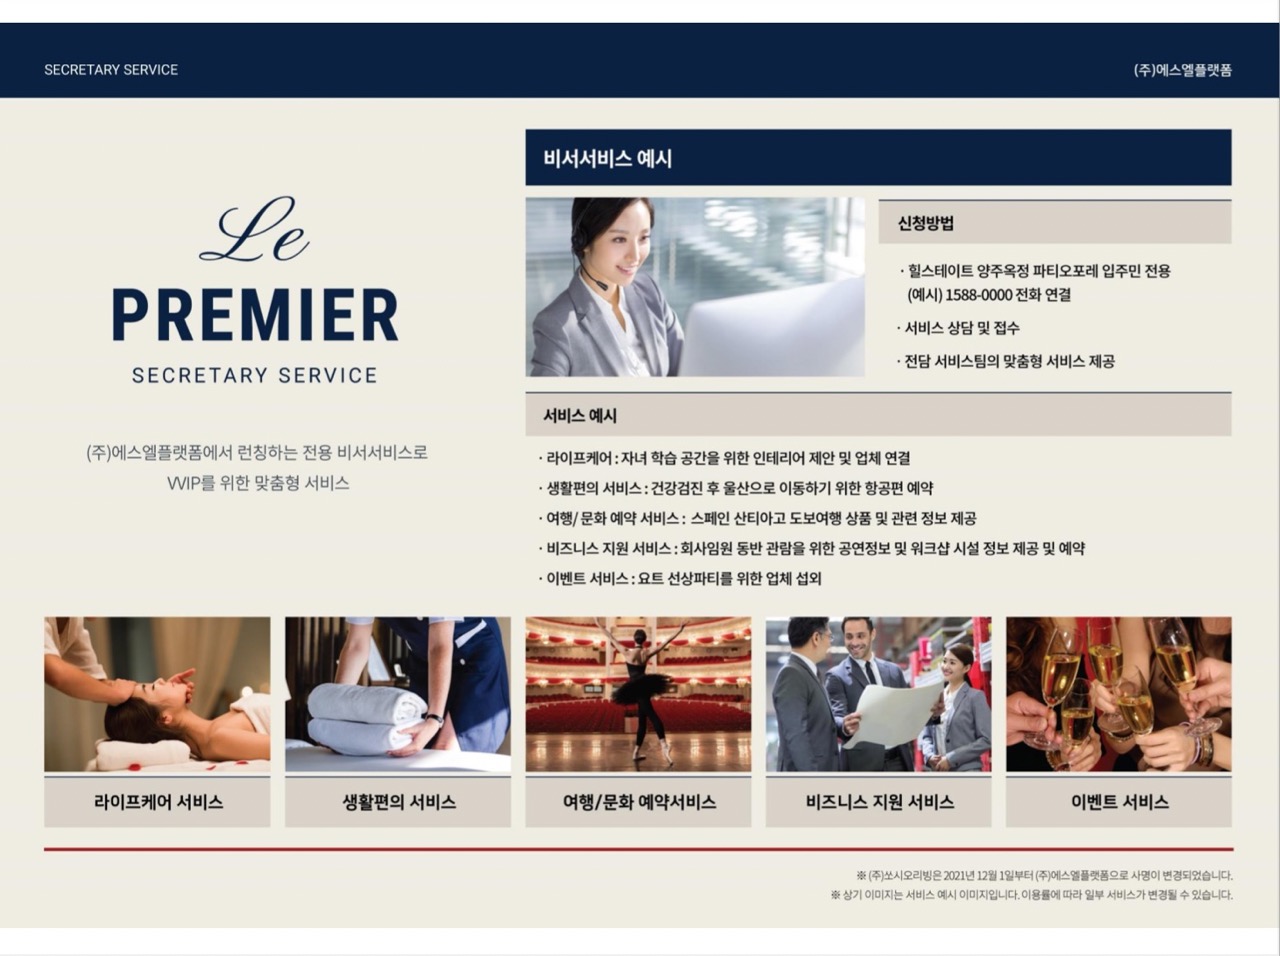 SECRETARY SERVICE
(주)에스엘플랫폼
Le
PREMIER
SECRETARY SERVICE
(주)에스엘플랫폼에서 런칭하는 전용 비서서비스로
VVIP를 위한 맞춤형 서비스
비서서비스 예시
신청방법
· 힐스테이트 양주옥정 파티오포레 입주민 전용
(예시) 1588-0000 전화 연결
· 서비스 상담 및 접수
· 전담 서비스팀의 맞춤형 서비스 제공
서비스 예시
· 라이프케어 : 자녀 학습 공간을 위한 인테리어 제안 및 업체 연결
· 생활편의 서비스 : 건강검진 후 울산으로 이동하기 위한 항공편 예약
· 여행/ 문화 예약 서비스 : 스페인 산티아고 도보여행 상품 및 관련 정보 제공
· 비즈니스 지원 서비스 : 회사임원 동반 관람을 위한 공연정보 및 워크샵 시설 정보 제공 및 예약
· 이벤트 서비스 : 요트 선상파티를 위한 업체 섭외
라이프케어 서비스
생활편의 서비스
여행/문화 예약서비스
비즈니스 지원 서비스
이벤트 서비스
※ (주)쏘시오리빙은 2021년 12월 1일부터 (주)에스엘플랫폼으로 사명이 변경되었습니다.
※ 상기 이미지는 서비스 예시 이미지입니다. 이용률에 따라 일부 서비스가 변경될 수 있습니다.